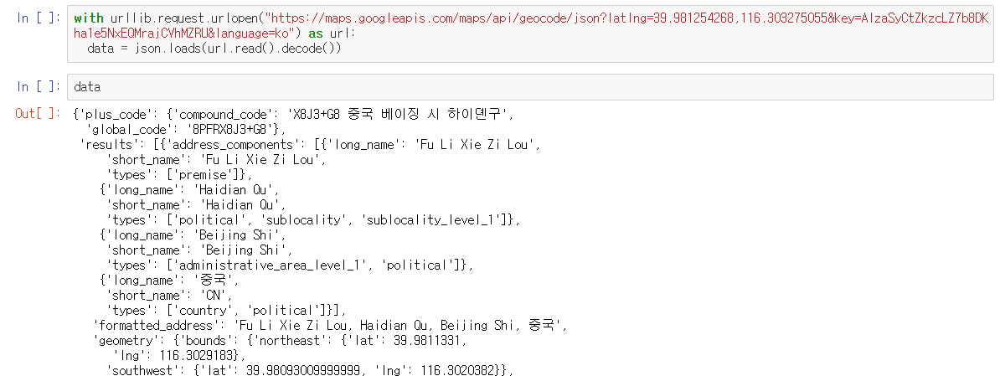 In [ ]: with urllib.request.urlopen("https://maps.googleapis.com/maps/api/geocode/json?latlng=39.981254268,116.303275055&key=AIzaSyCtZkzcLZ7b8DK
ha1e5NxEQMrajCVhMZRU&language=ko") as url:
data = json.loads(url.read().decode())
In [ ]: data
Out[ ]: {'plus_code': {'compound_code': 'X8J3+G8 중국 베이징 시 하이뎬구',
'global_code': '8PFRX8J3+G8'},
'results': [{'address_components': [{'long_name': 'Fu Li Xie Zi Lou',
'short_name': 'Fu Li Xie Zi Lou',
'types': ['premise']},
{'long_name': 'Haidian Qu',
'short_name': 'Haidian Qu',
'types': ['political', 'sublocality', 'sublocality_level_1']},
{'long_name': 'Beijing Shi',
'short_name': 'Beijing Shi',
'types': ['administrative_area_level_1', 'political']},
{'long_name': '중국',
'short_name': 'CN',
'types': ['country', 'political']}],
'formatted_address': 'Fu Li Xie Zi Lou, Haidian Qu, Beijing Shi, 중국',
'geometry': {'bounds': {'northeast': {'lat': 39.9811331,
'lng': 116.3029183},
'southwest': {'lat': 39.98093009999999, 'lng': 116.3020382}},